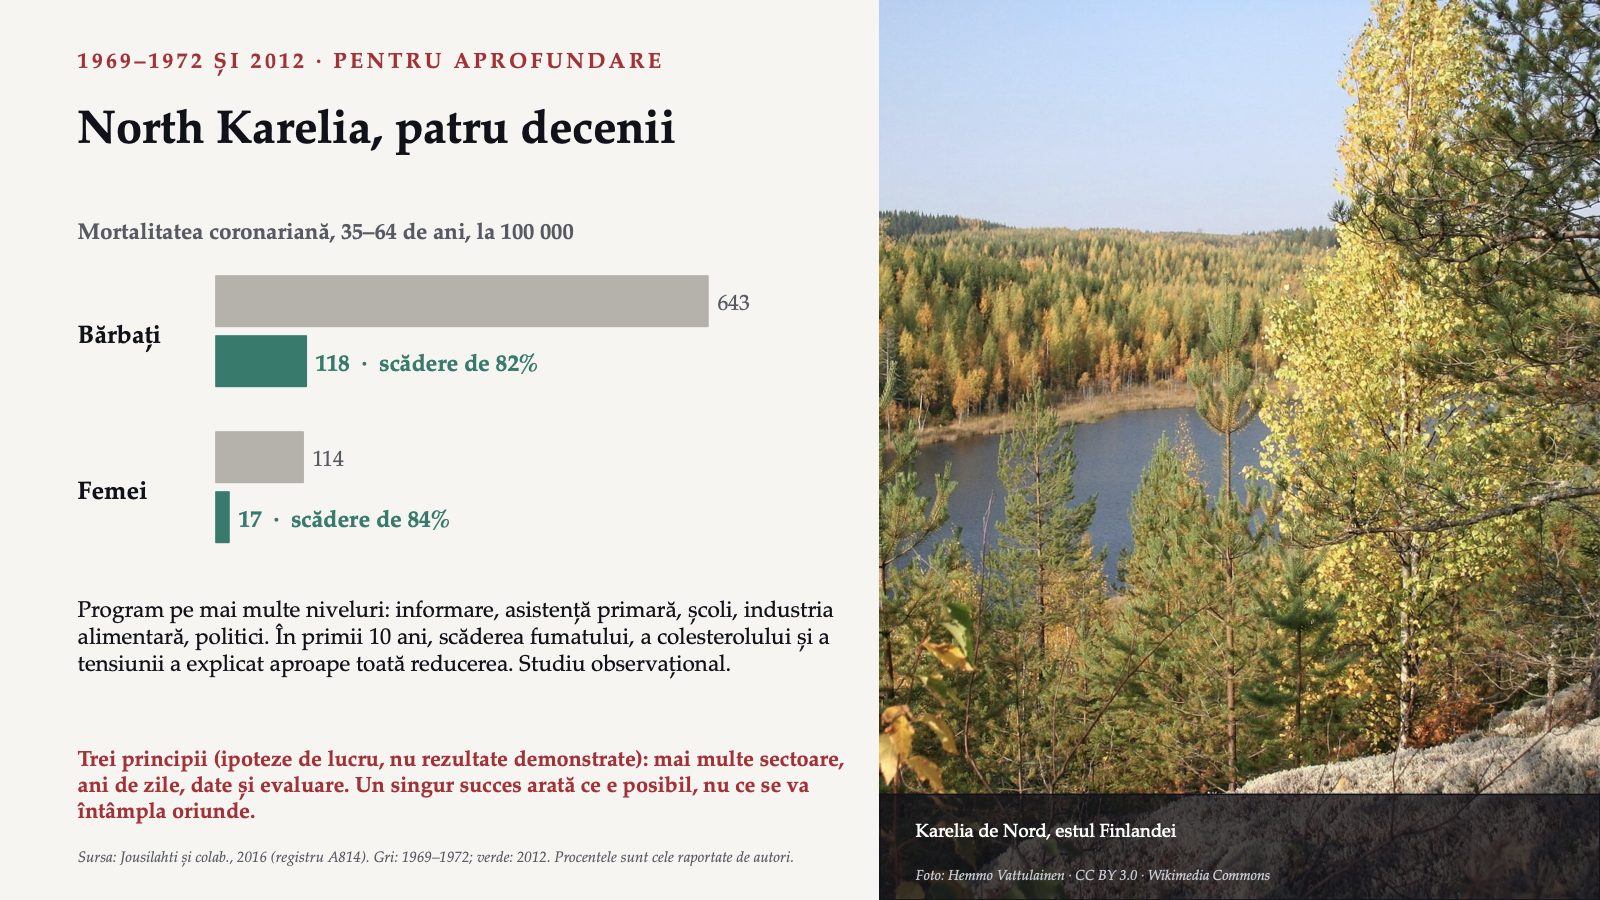 1969–1972 ȘI 2012 · PENTRU APROFUNDARE
North Karelia, patru decenii
Mortalitatea coronariană, 35–64 de ani, la 100 000
Bărbați
643
118 · scădere de 82%
Femei
114
17 · scădere de 84%
Program pe mai multe niveluri: informare, asistență primară, școli, industria
alimentară, politici. În primii 10 ani, scăderea fumatului, a colesterolului și a
tensiunii a explicat aproape toată reducerea. Studiu observațional.
Trei principii (ipoteze de lucru, nu rezultate demonstrate): mai multe sectoare,
ani de zile, date și evaluare. Un singur succes arată ce e posibil, nu ce se va
întâmpla oriunde.
Sursa: Jousilahti și colab., 2016 (registru A814). Gri: 1969–1972; verde: 2012. Procentele sunt cele raportate de autori.
Karelia de Nord, estul Finlandei
Foto: Hemmo Vattulainen · CC BY 3.0 · Wikimedia Commons